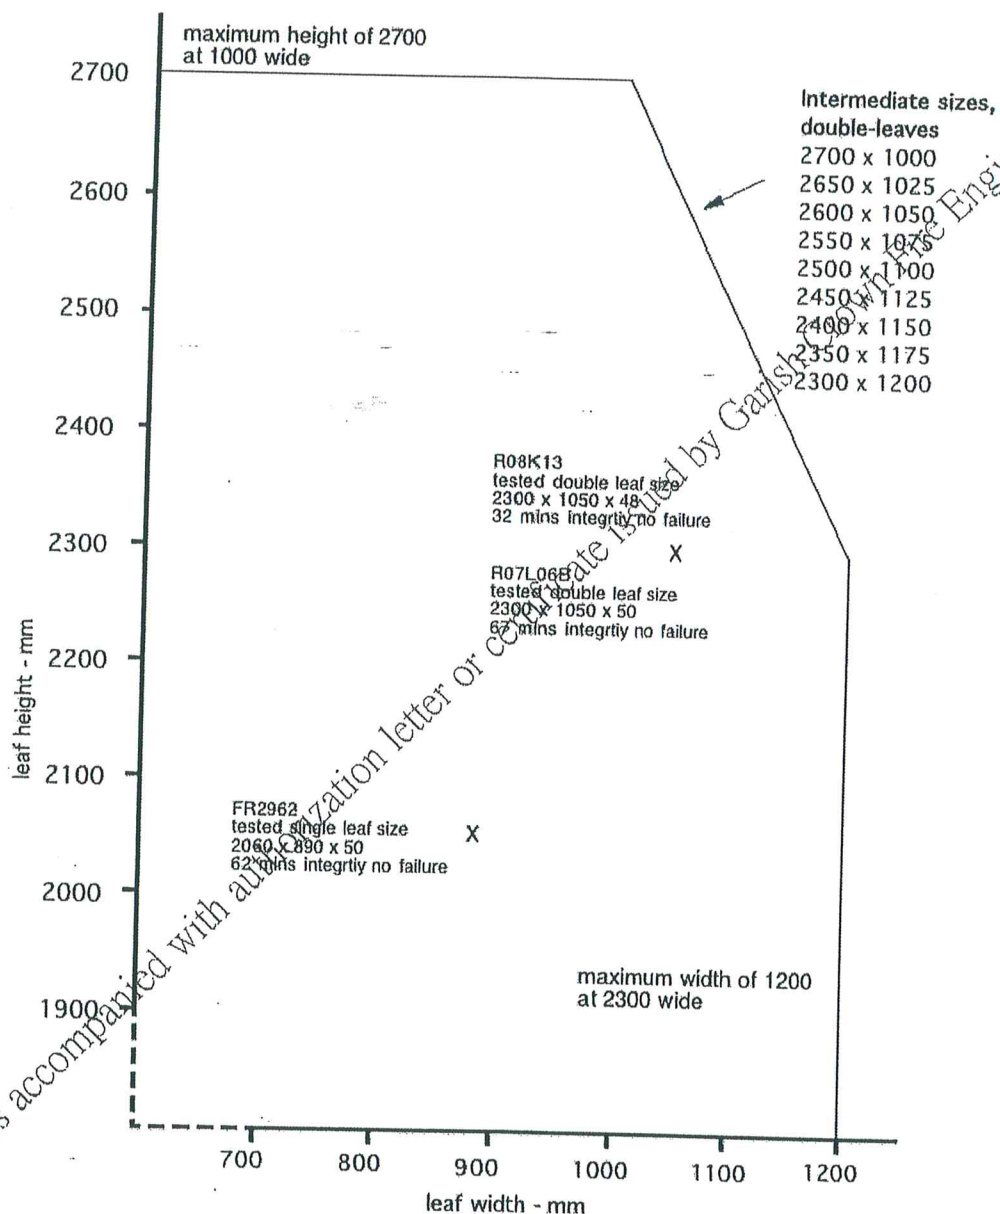 maximum height of 2700
at 1000 wide
2700
2600
2500
2400
2300
2200
2100
2000
1900
leaf height - mm
Intermediate sizes,
double-leaves
2700 x 1000
2650 x 1025
2600 x 1050
2550 x 1075
2500 x 1100
2450 x 1125
2400 x 1150
2350 x 1175
2300 x 1200
R08K13
tested double leaf size
2300 x 1050 x 48
32 mins integrtiy no failure
X
R07L06B
tested double leaf size
2300 x 1050 x 50
67 mins integrtiy no failure
FR2962
tested single leaf size
2060 x 890 x 50
62 mins integrtiy no failure
X
maximum width of 1200
at 2300 wide
700
800
900
1000
1100
1200
leaf width - mm
accompanied with authorization letter or certificate issued by Garish Crown Fire